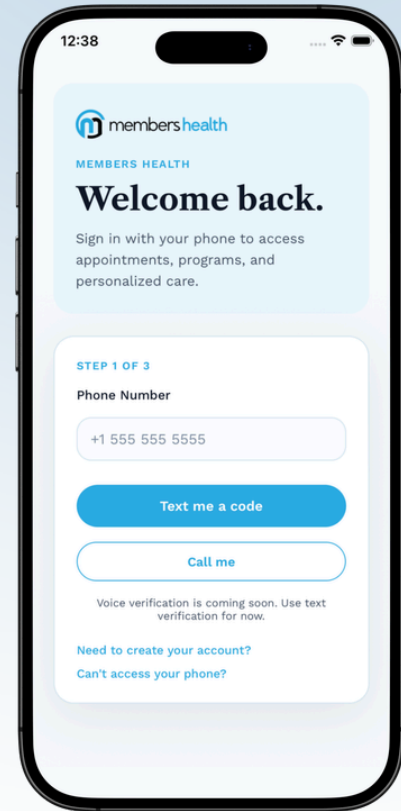 12:38
members health
MEMBERS HEALTH
Welcome back.
Sign in with your phone to access
appointments, programs, and
personalized care.
STEP 1 OF 3
Phone Number
+1 555 555 5555
Text me a code
Call me
Voice verification is coming soon. Use text
verification for now.
Need to create your account?
Can't access your phone?